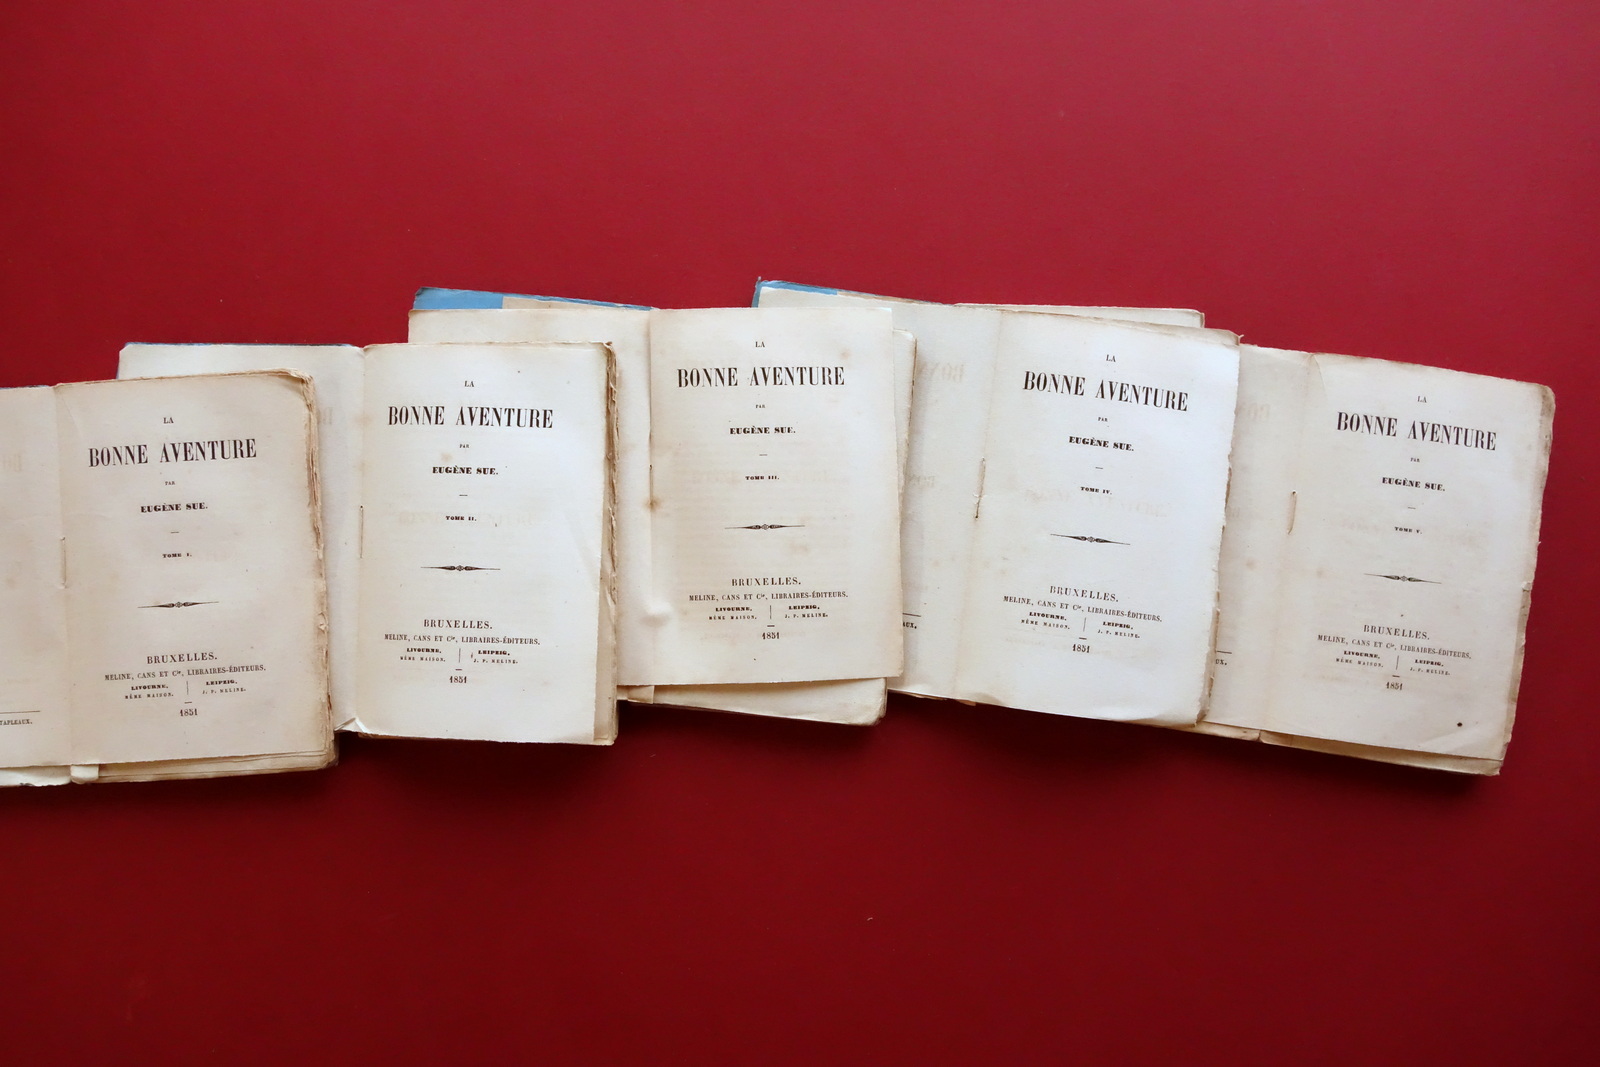 LA
BONNE AVENTURE
PAR
EUGÈNE SUE.
TOME I.
BRUXELLES.
MELINE, CANS ET Cie, LIBRAIRES-ÉDITEURS.
LIVOURNE,
MÊME MAISON.
LEIPZIG,
J. P. MELINE.
1851
STAPLEAUX.
LA
BONNE AVENTURE
PAR
EUGÈNE SUE.
TOME II.
BRUXELLES.
MELINE, CANS ET Cie, LIBRAIRES-ÉDITEURS.
LIVOURNE,
MÊME MAISON.
LEIPZIG,
J. P. MELINE.
1851
LA
BONNE AVENTURE
PAR
EUGÈNE SUE.
TOME III.
BRUXELLES.
MELINE, CANS ET Cie, LIBRAIRES-ÉDITEURS.
LIVOURNE,
MÊME MAISON.
LEIPZIG,
J. P. MELINE.
1851
AUX.
LA
BONNE AVENTURE
PAR
EUGÈNE SUE.
TOME IV.
BRUXELLES.
MELINE, CANS ET Cie, LIBRAIRES-ÉDITEURS.
LIVOURNE,
MÊME MAISON.
LEIPZIG,
J. P. MELINE.
1851
UX.
LA
BONNE AVENTURE
PAR
EUGÈNE SUE.
TOME V.
BRUXELLES.
MELINE, CANS ET Cie, LIBRAIRES-ÉDITEURS.
LIVOURNE,
MÊME MAISON.
LEIPZIG,
J. P. MELINE.
1851